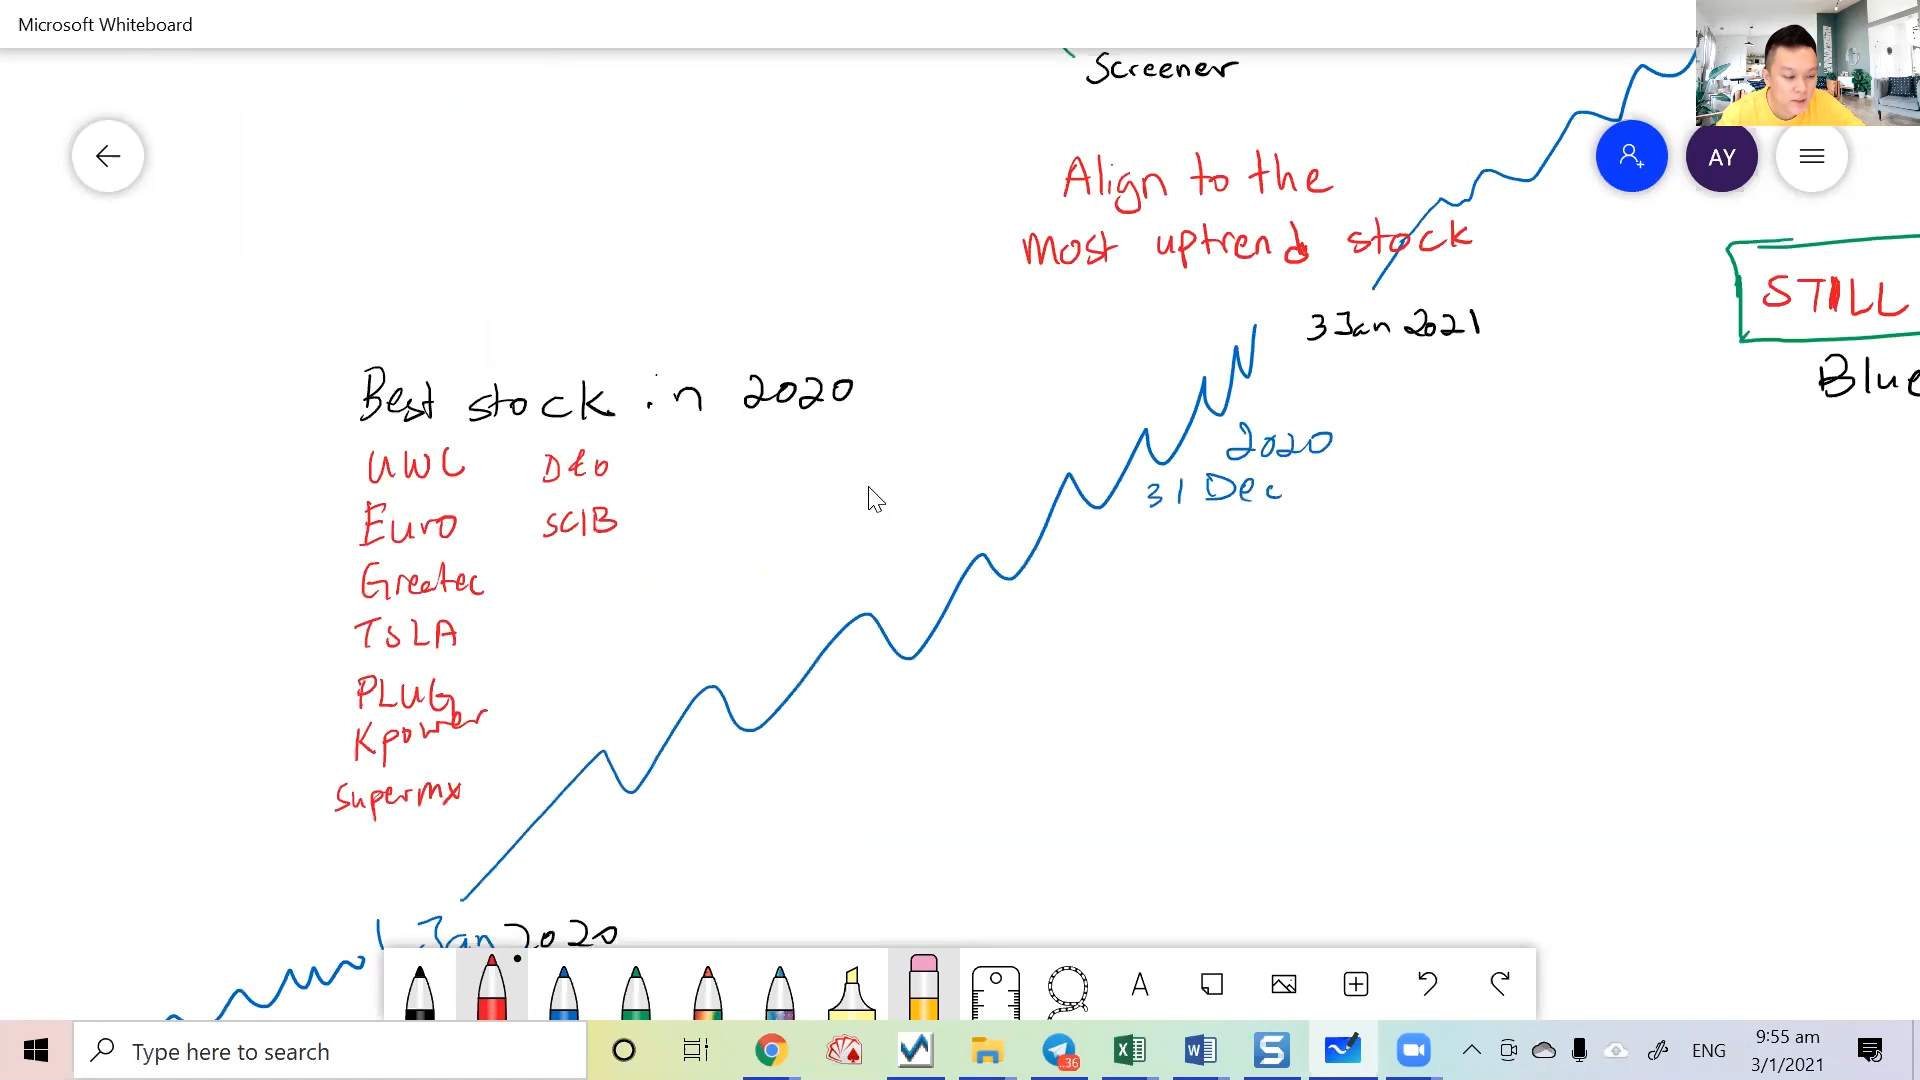 Microsoft Whiteboard
Screener
AY
Align to the
most uptrend stock
3 Jan 2021
STILL
Blue
Best stock in 2020
UWC D&O
Euro SCIB
Greatec
TSLA
PLUG
Kpower
Supermx
2020
31 Dec
1 Jan 2020
A
Type here to search
36
ENG
9:55 am
3/1/2021